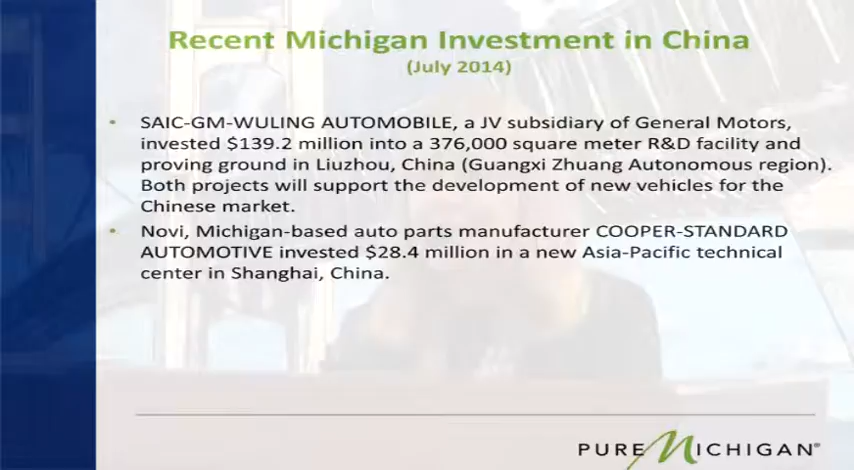 Recent Michigan Investment in China
(July 2014)
• SAIC-GM-WULING AUTOMOBILE, a JV subsidiary of General Motors,
invested $139.2 million into a 376,000 square meter R&D facility and
proving ground in Liuzhou, China (Guangxi Zhuang Autonomous region).
Both projects will support the development of new vehicles for the
Chinese market.
• Novi, Michigan-based auto parts manufacturer COOPER-STANDARD
AUTOMOTIVE invested $28.4 million in a new Asia-Pacific technical
center in Shanghai, China.
PURE MICHIGAN®